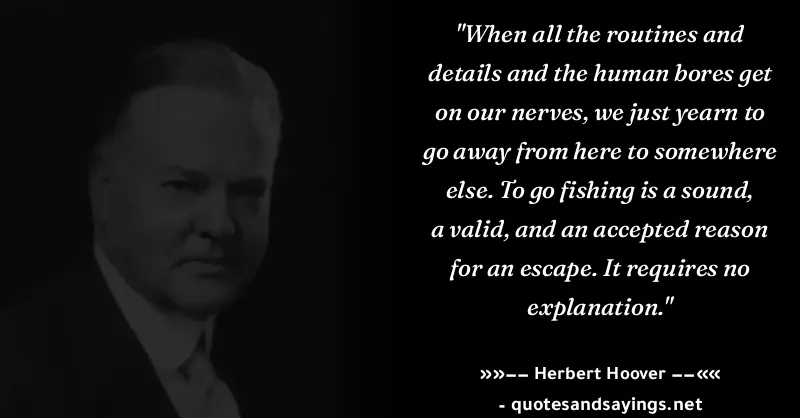 "When all the routines and
details and the human bores get
on our nerves, we just yearn to
go away from here to somewhere
else. To go fishing is a sound,
a valid, and an accepted reason
for an escape. It requires no
explanation."
»»−− Herbert Hoover −−««
- quotesandsayings.net